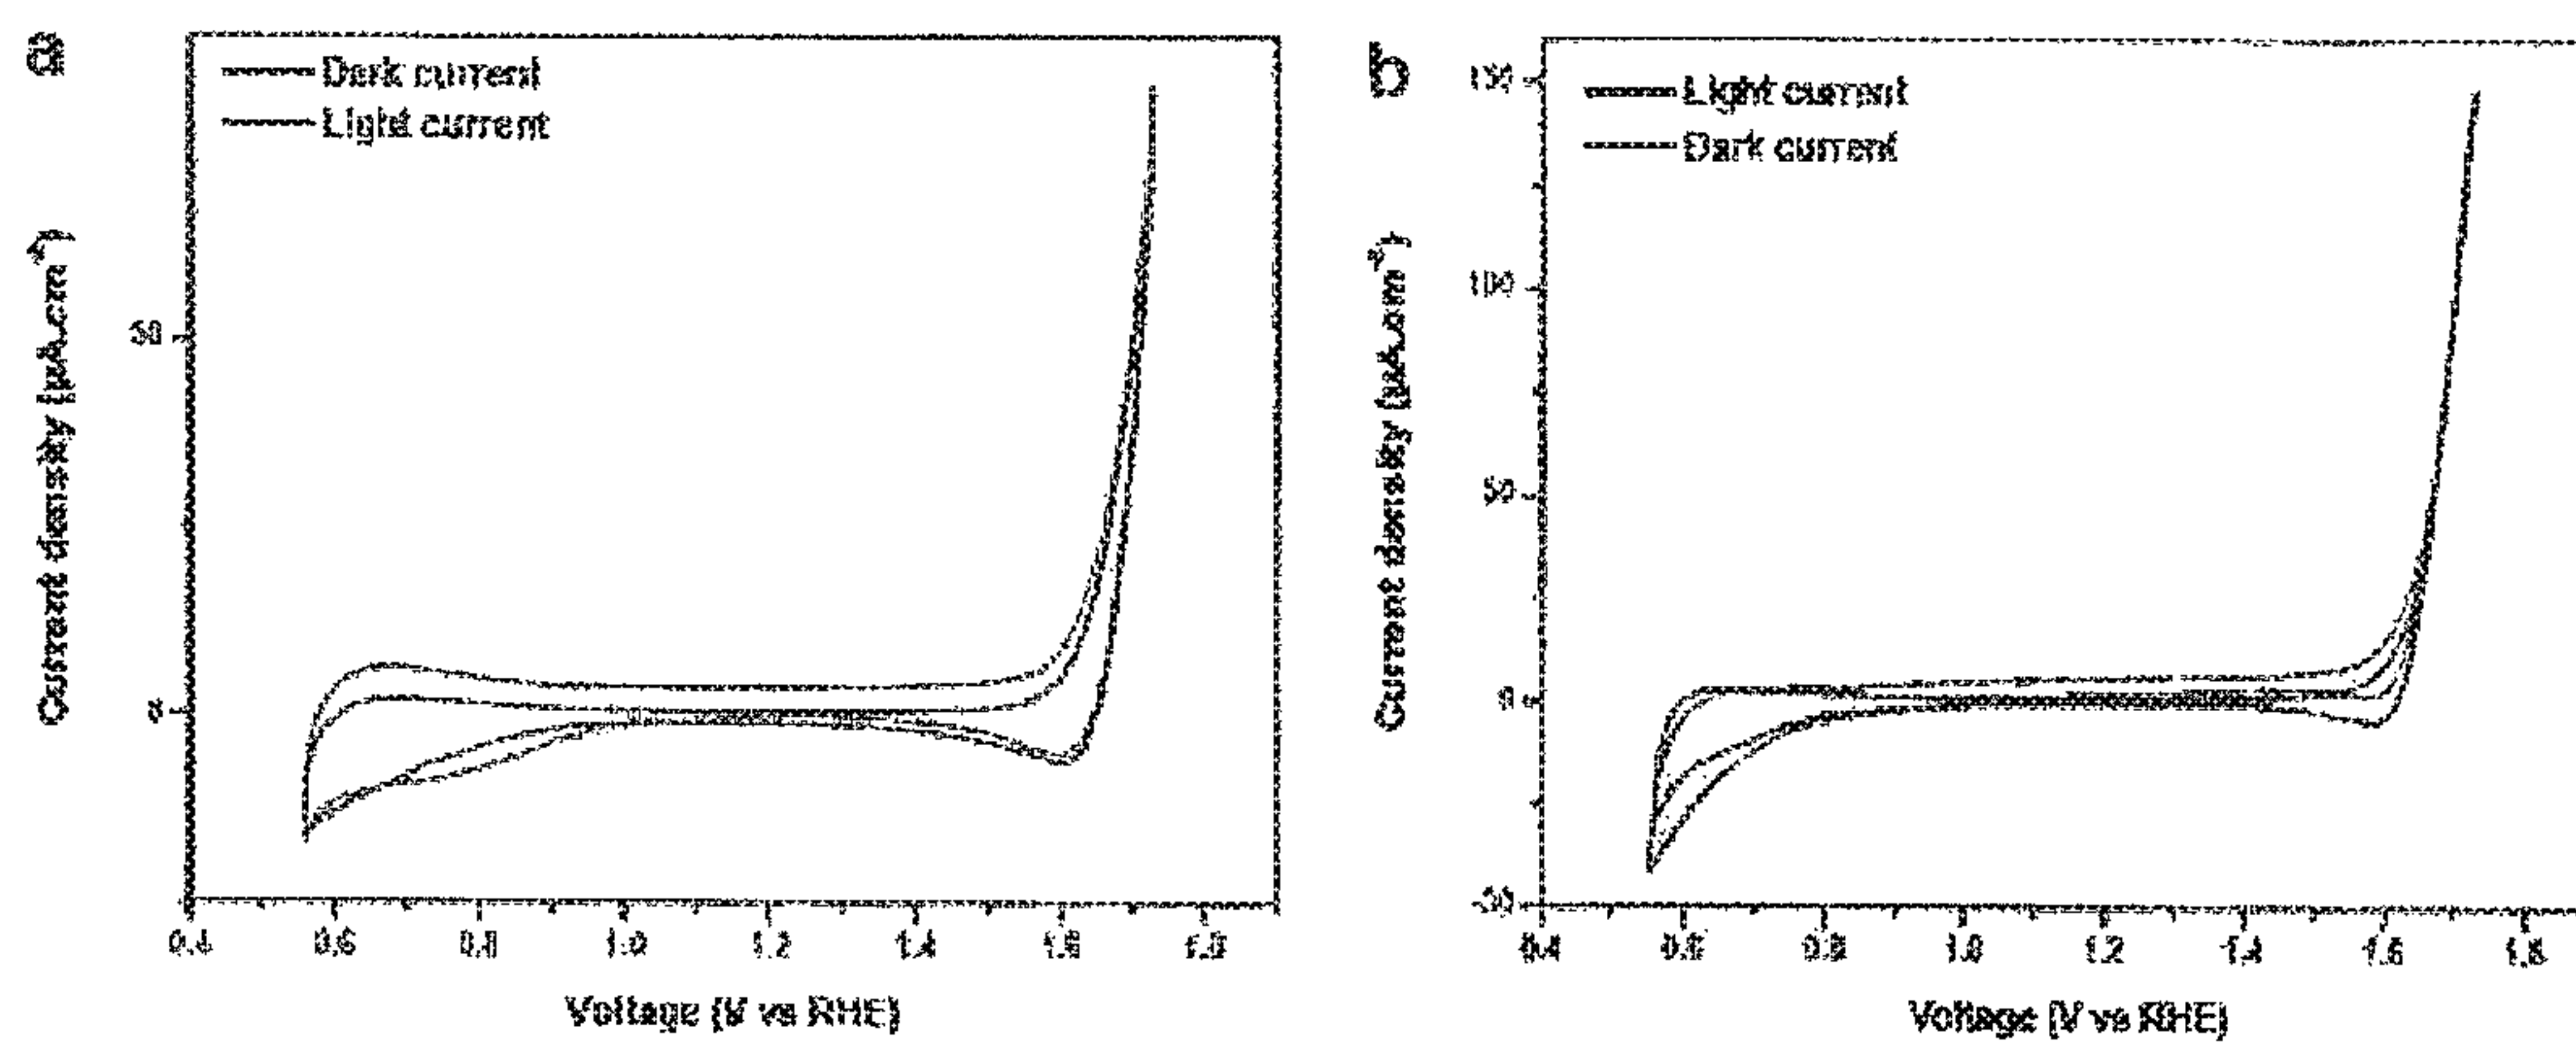 a
Dark current
Light current
50
0
0.4 0.6 0.8 1.0 1.2 1.4 1.6 1.8
Current density (µA.cm⁻²)
Voltage (V vs RHE)
b
Light current
Dark current
150
100
50
0
-50
0.4 0.6 0.8 1.0 1.2 1.4 1.6 1.8
Current density (µA.cm⁻²)
Voltage (V vs RHE)